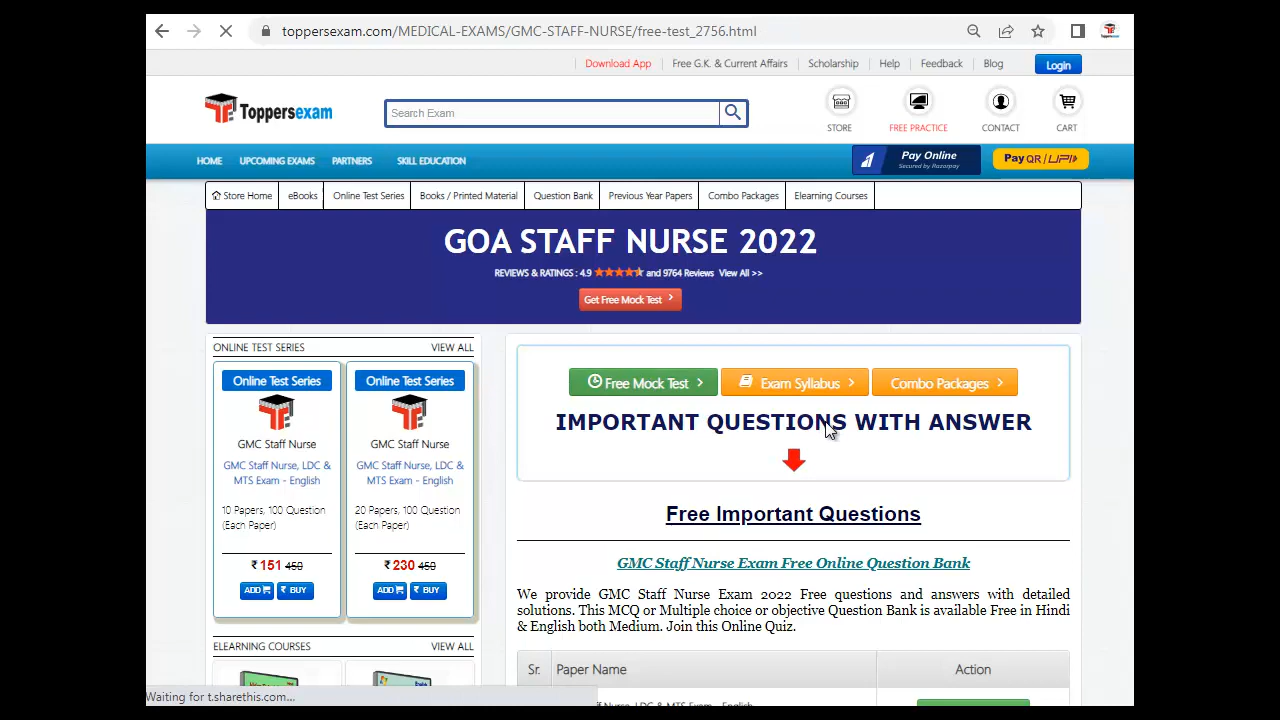 toppersexam.com/MEDICAL-EXAMS/GMC-STAFF-NURSE/free-test_2756.html
Download App Free G.K. & Current Affairs Scholarship Help Feedback Blog Login
Toppersexam
Search Exam
STORE FREE PRACTICE CONTACT CART
HOME UPCOMING EXAMS PARTNERS SKILL EDUCATION
Pay Online
Secured by Razorpay
Pay QR / UPI
Store Home eBooks Online Test Series Books / Printed Material Question Bank Previous Year Papers Combo Packages Elearning Courses
GOA STAFF NURSE 2022
REVIEWS & RATINGS : 4.9 and 9764 Reviews View All >>
Get Free Mock Test
ONLINE TEST SERIES VIEW ALL
Online Test Series
GMC Staff Nurse
GMC Staff Nurse, LDC &
MTS Exam - English
10 Papers, 100 Question
(Each Paper)
₹ 151 450
ADD ₹ BUY
Online Test Series
GMC Staff Nurse
GMC Staff Nurse, LDC &
MTS Exam - English
20 Papers, 100 Question
(Each Paper)
₹ 230 450
ADD ₹ BUY
ELEARNING COURSES VIEW ALL
Free Mock Test Exam Syllabus Combo Packages
IMPORTANT QUESTIONS WITH ANSWER
Free Important Questions
GMC Staff Nurse Exam Free Online Question Bank
We provide GMC Staff Nurse Exam 2022 Free questions and answers with detailed
solutions. This MCQ or Multiple choice or objective Question Bank is available Free in Hindi
& English both Medium. Join this Online Quiz.
Sr. Paper Name Action
Nurse, LDC & MTS Exam - English
Waiting for t.sharethis.com...